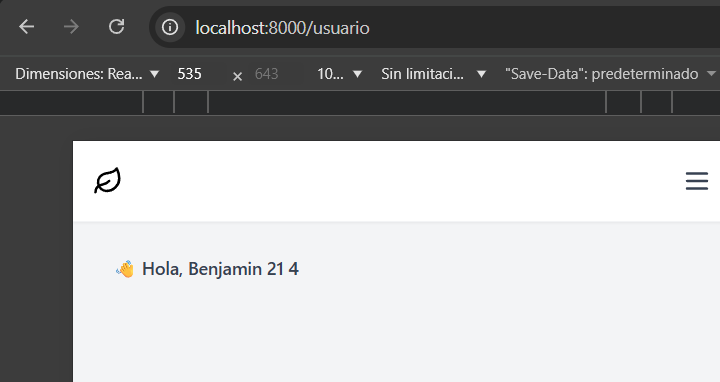 localhost:8000/usuario
Dimensiones: Rea... 535 × 643 10... Sin limitaci... "Save-Data": predeterminado
Hola, Benjamin 21 4